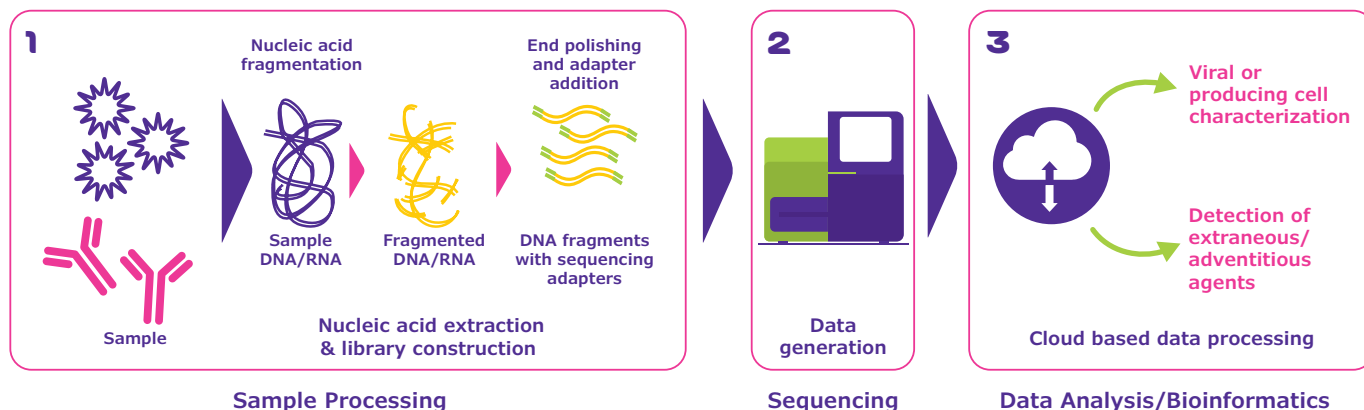 1
Nucleic acid
fragmentation
End polishing
and adapter
addition
Sample
DNA/RNA
Fragmented
DNA/RNA
DNA fragments
with sequencing
adapters
Sample
Nucleic acid extraction
& library construction
Sample Processing
2
Data
generation
Sequencing
3
Viral or
producing cell
characterization
Detection of
extraneous/
adventitious
agents
Cloud based data processing
Data Analysis/Bioinformatics